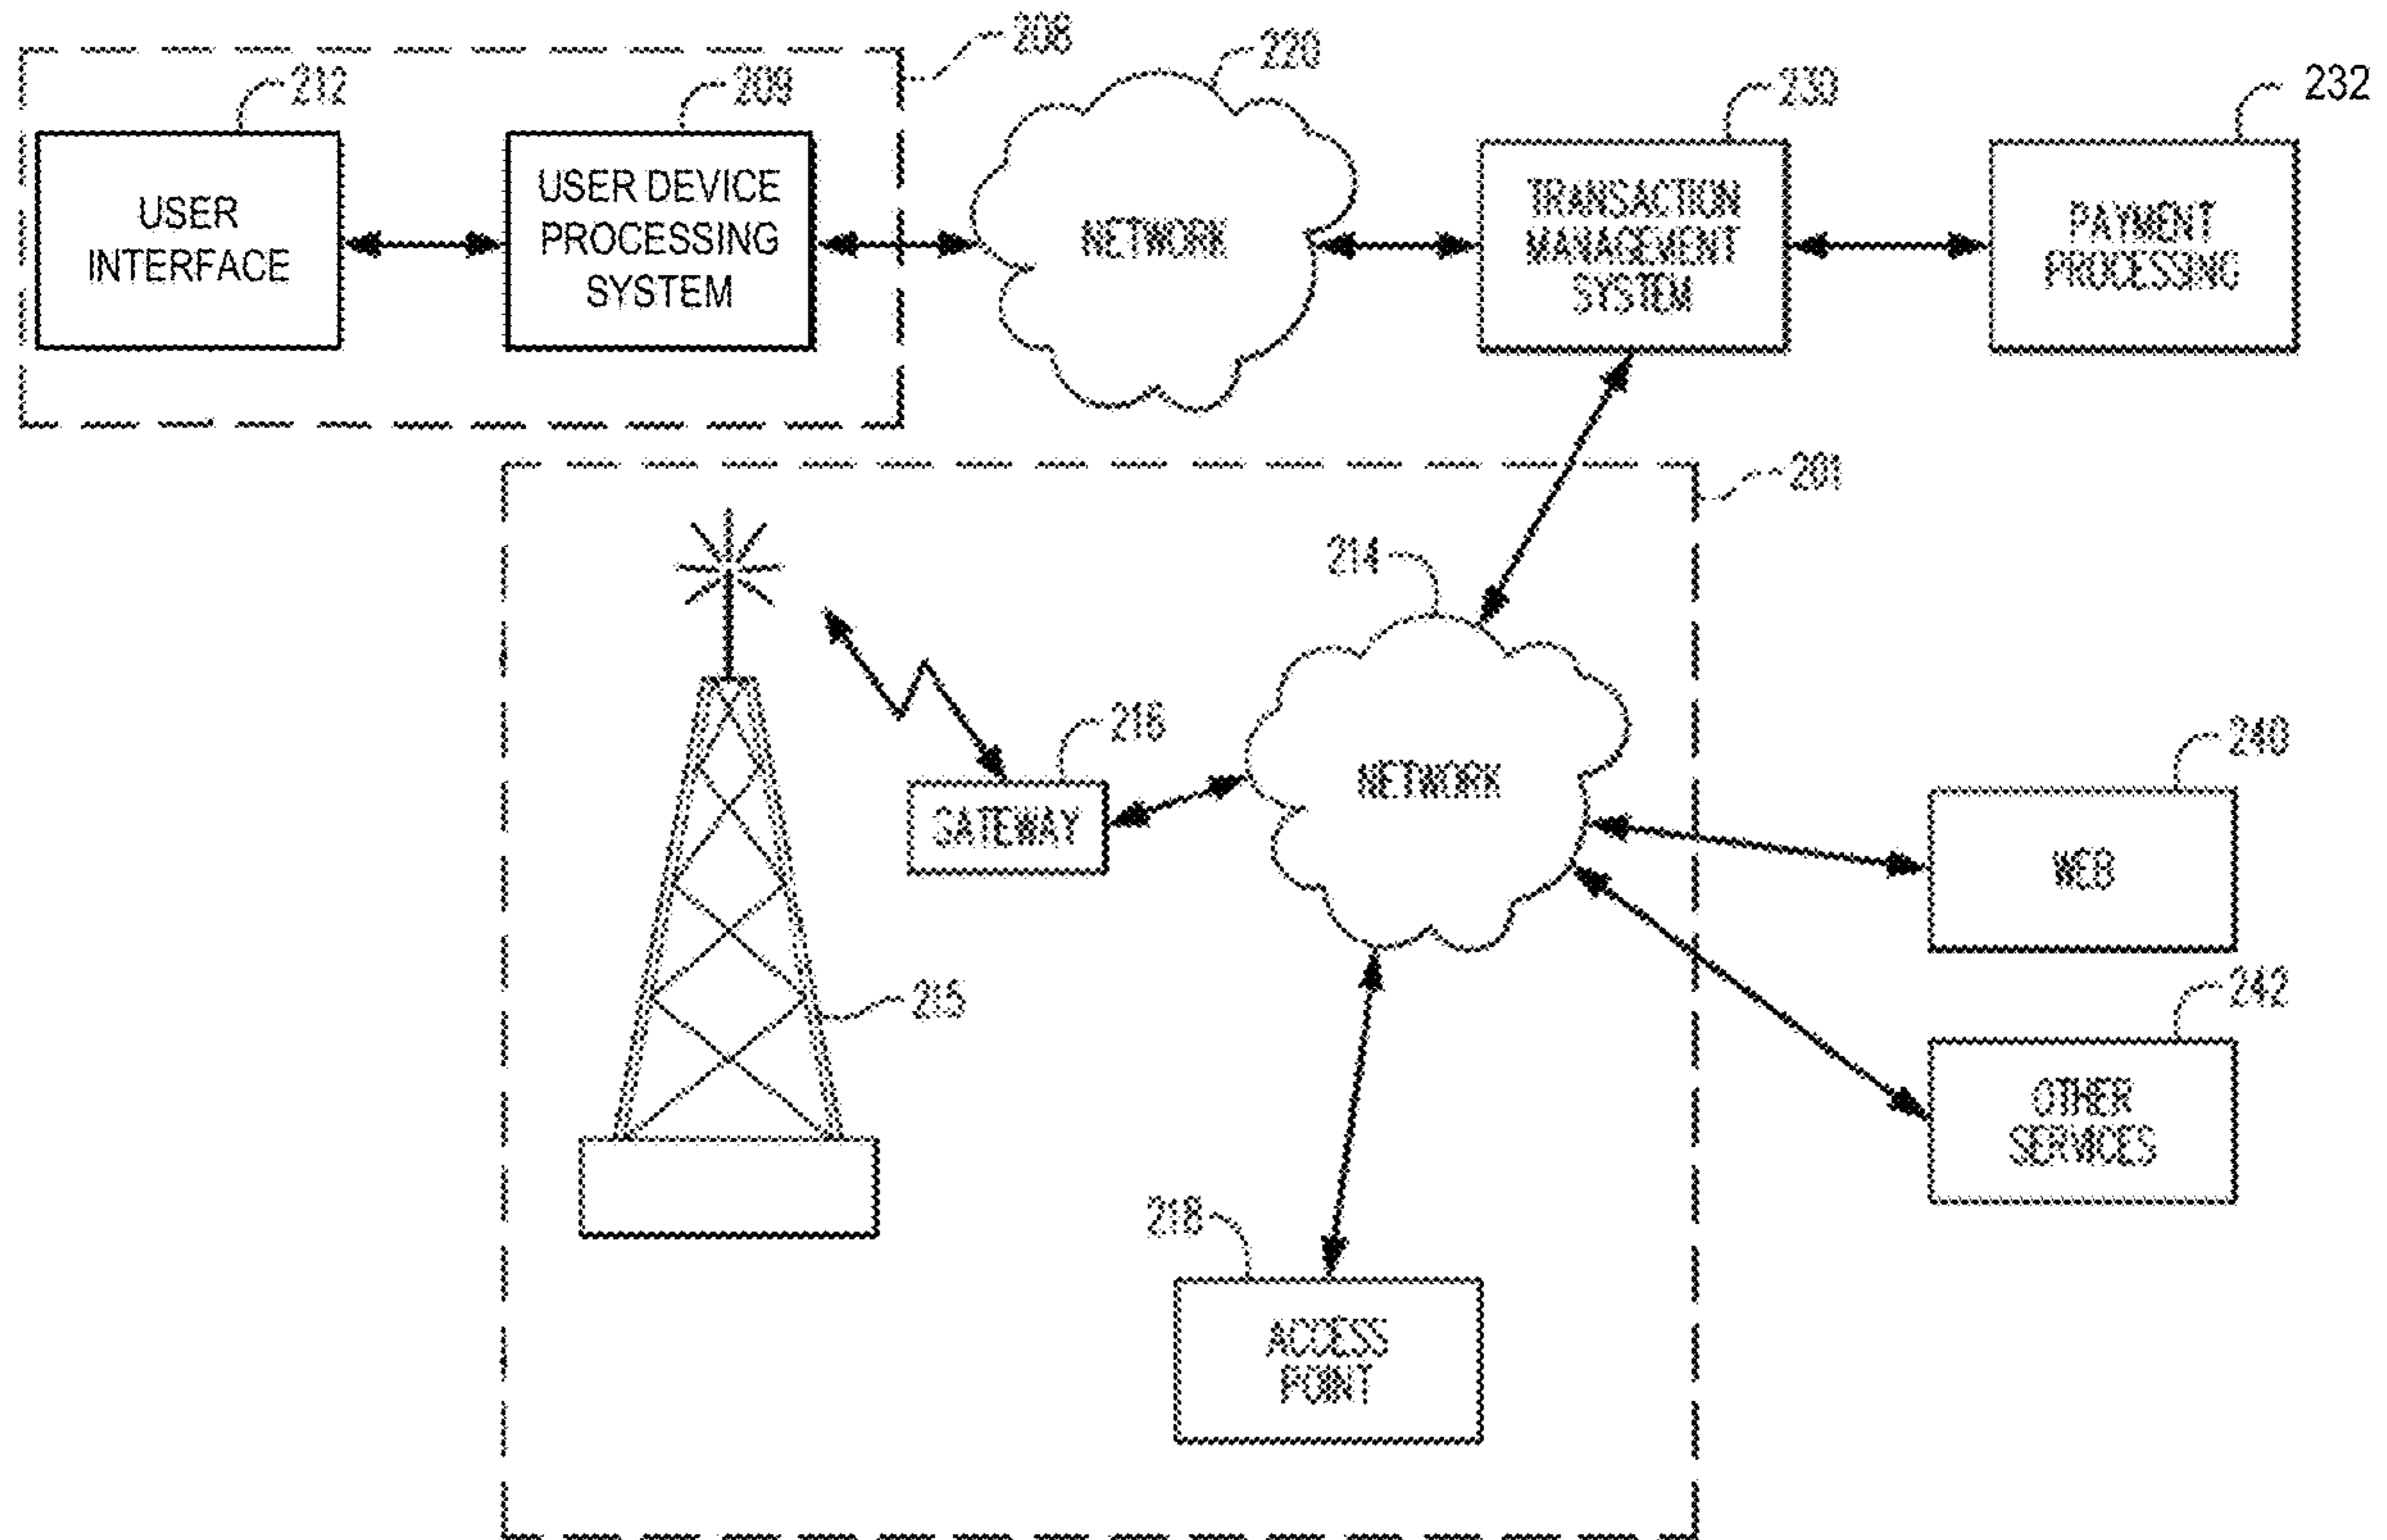 208
220
212
209
230
232
USER
INTERFACE
USER DEVICE
PROCESSING
SYSTEM
NETWORK
TRANSACTION
MANAGEMENT
SYSTEM
PAYMENT
PROCESSING
201
214
216
240
NETWORK
GATEWAY
WEB
215
242
OTHER
SERVICES
218
ACCESS
POINT